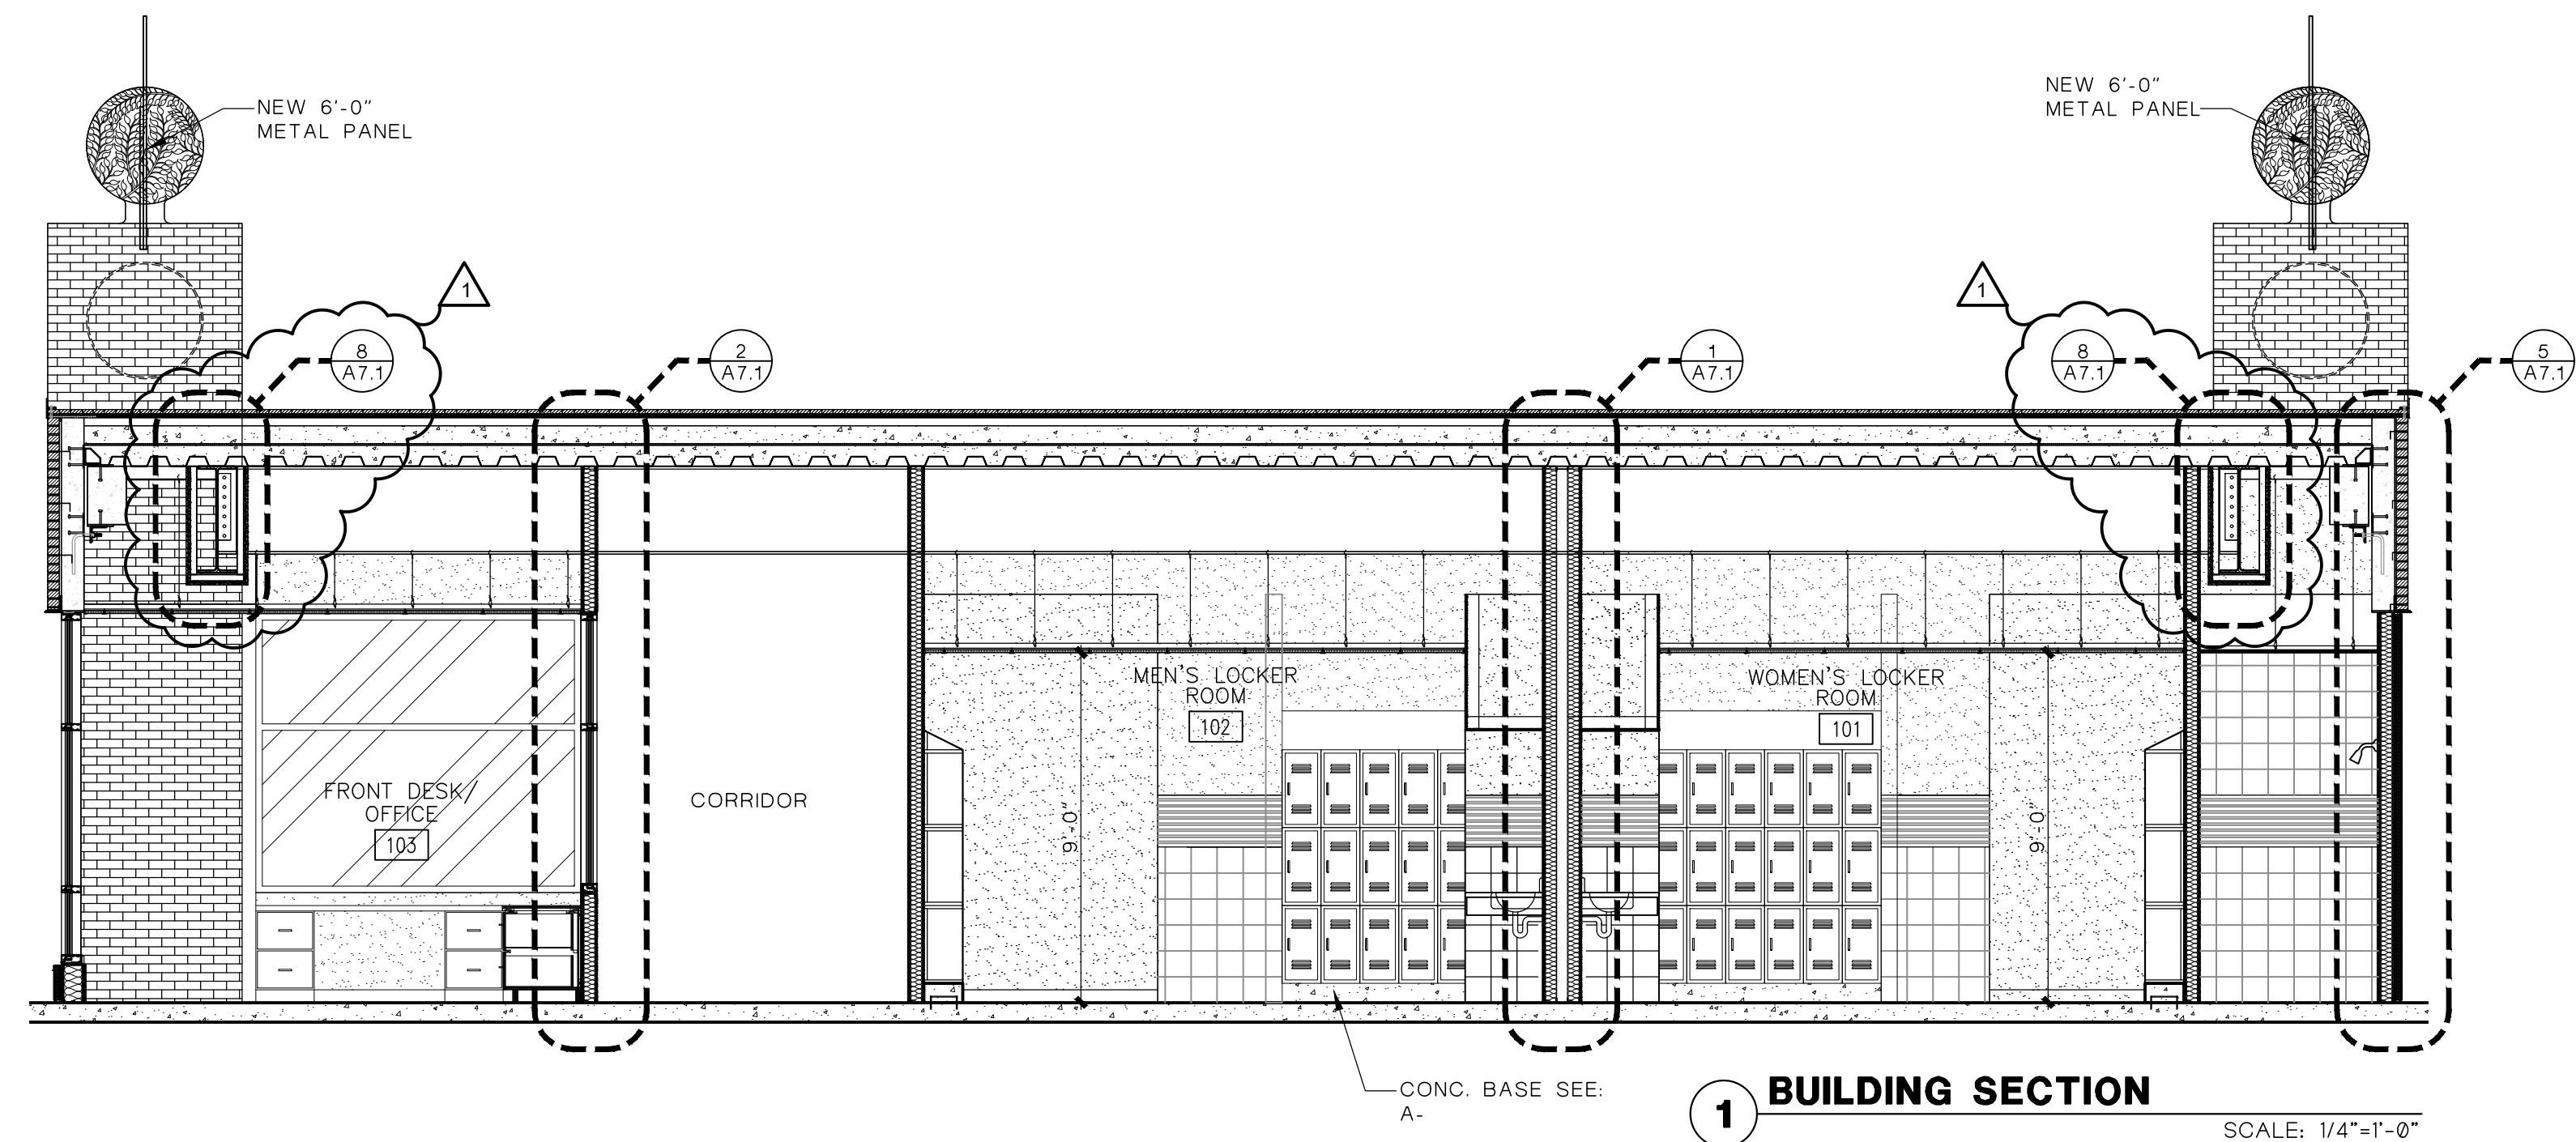 NEW 6'-0"
METAL PANEL
NEW 6'-0"
METAL PANEL
1
1
8
A7.1
2
A7.1
1
A7.1
8
A7.1
5
A7.1
MEN'S LOCKER
ROOM
102
WOMEN'S LOCKER
ROOM
101
FRONT DESK/
OFFICE
103
CORRIDOR
9'-0"
9'-0"
CONC. BASE SEE:
A-
1
BUILDING SECTION
SCALE: 1/4"=1'-0"